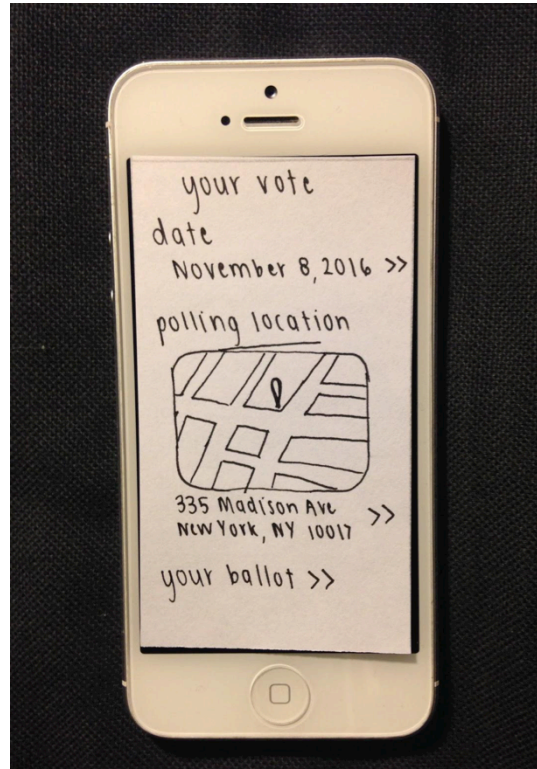 your vote
date
November 8, 2016 >>
polling location
335 Madison Ave >>
New York, NY 10017
your ballot >>